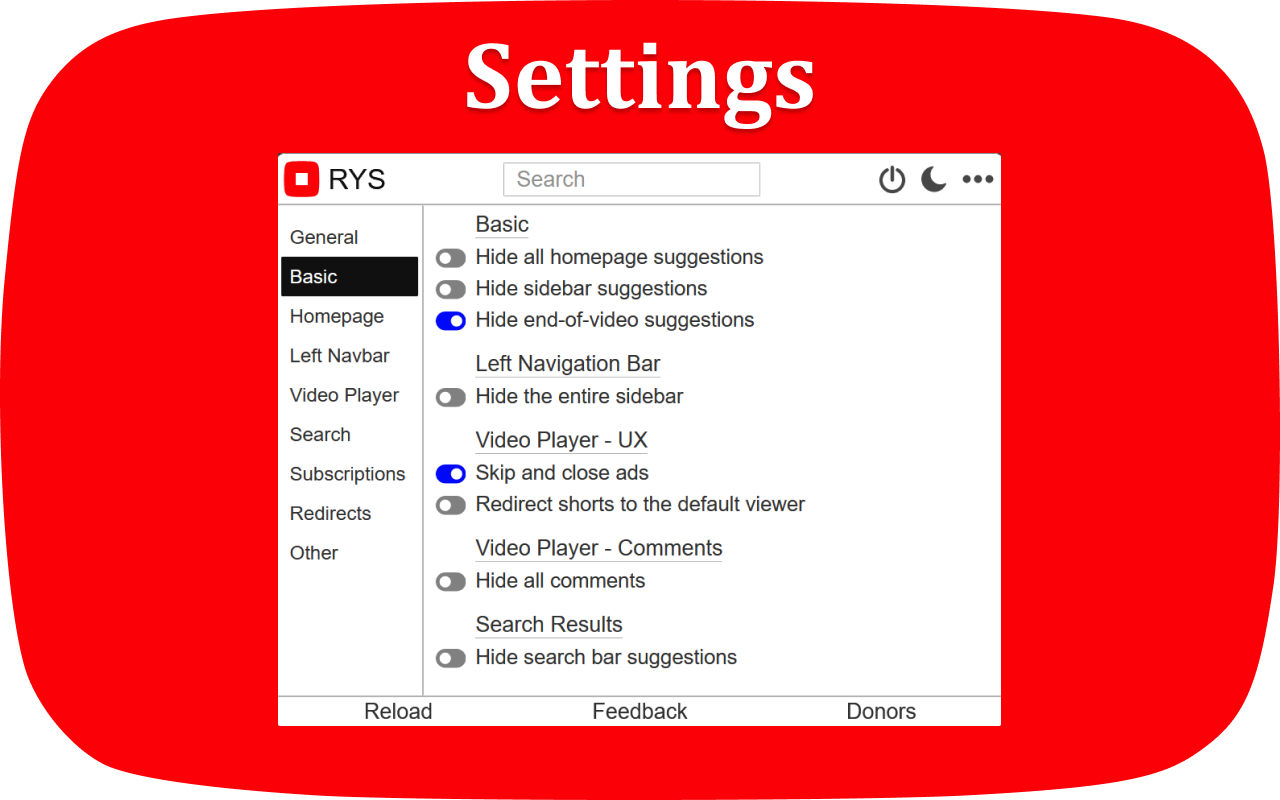 Settings
RYS
Search
General
Basic
Homepage
Left Navbar
Video Player
Search
Subscriptions
Redirects
Other
Basic
Hide all homepage suggestions
Hide sidebar suggestions
Hide end-of-video suggestions
Left Navigation Bar
Hide the entire sidebar
Video Player - UX
Skip and close ads
Redirect shorts to the default viewer
Video Player - Comments
Hide all comments
Search Results
Hide search bar suggestions
Reload Feedback Donors